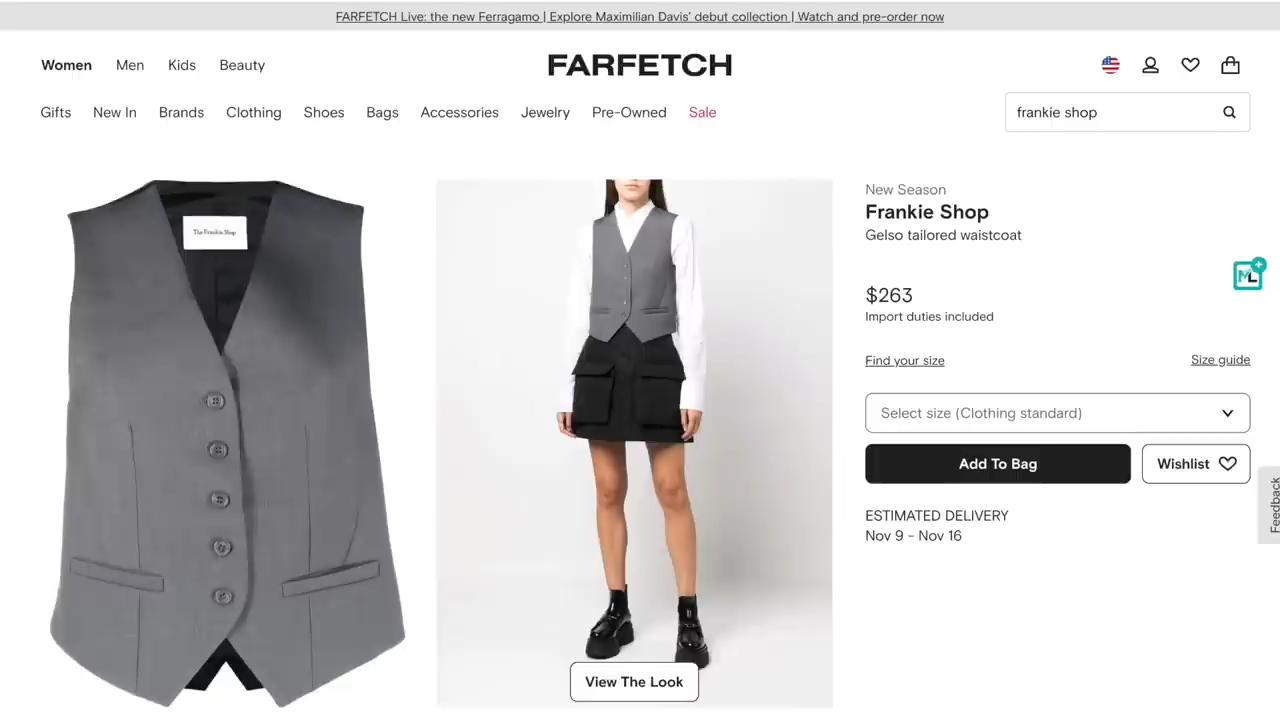 FARFETCH Live: the new Ferragamo | Explore Maximilian Davis' debut collection | Watch and pre-order now
Women Men Kids Beauty
FARFETCH
Gifts New In Brands Clothing Shoes Bags Accessories Jewelry Pre-Owned Sale
frankie shop
The Frankie Shop
View The Look
New Season
Frankie Shop
Gelso tailored waistcoat
$263
Import duties included
ML
Find your size
Size guide
Select size (Clothing standard)
Add To Bag
Wishlist
Feedback
ESTIMATED DELIVERY
Nov 9 - Nov 16